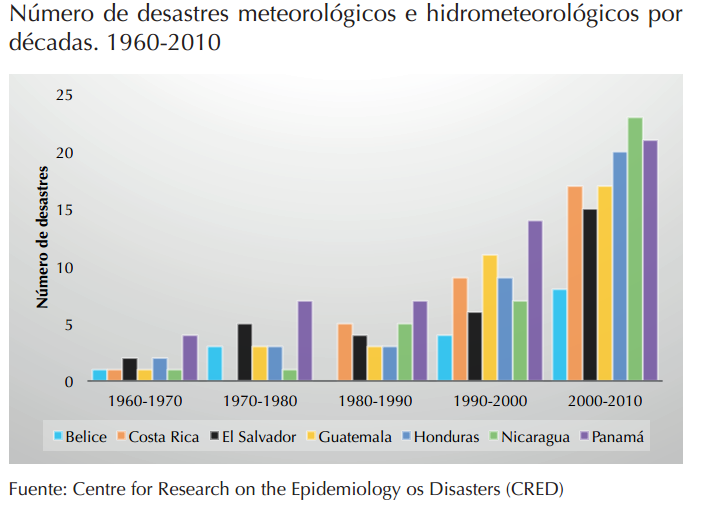 Número de desastres meteorológicos e hidrometeorológicos por
décadas. 1960-2010
25
20
15
10
5
0
Número de desastres
1960-1970 1970-1980 1980-1990 1990-2000 2000-2010
Belice Costa Rica El Salvador Guatemala Honduras Nicaragua Panamá
Fuente: Centre for Research on the Epidemiology os Disasters (CRED)